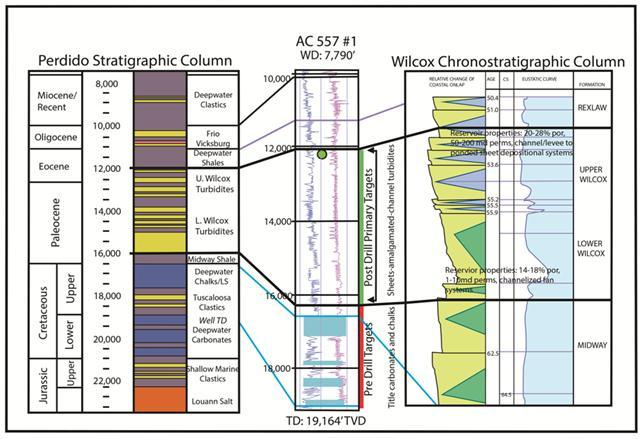 AC 557 #1
WD: 7,790'
Perdido Stratigraphic Column
Wilcox Chronostratigraphic Column
Miocene/
Recent
Oligocene
Eocene
Paleocene
Cretaceous
Upper
Lower
Jurassic
Upper
8,000
10,000
12,000
14,000
16,000
18,000
20,000
22,000
Deepwater
Clastics
Frio
Vicksburg
Deepwater
Shales
U. Wilcox
Turbidites
L. Wilcox
Turbidites
Midway Shale
Deepwater
Chalks/LS
Tuscaloosa
Clastics
Well TD
Deepwater
Carbonates
Shallow Marine
Clastics
Louann Salt
10,000
12,000
14,000
16,000
18,000
TD: 19,164'TVD
Post Drill Primary Targets
Pre Drill Targets
Sheets-amalgamated-channel turbidites
Title carbonates and chalks
RELATIVE CHANGE OF
COASTAL ONLAP
AGE
CS
EUSTATIC CURVE
FORMATION
50.4
51.0
53.6
55.2
55.5
55.9
62.5
64.5
REXLAW
UPPER
WILCOX
LOWER
WILCOX
MIDWAY
Reservoir properties: 20-28% por,
50-200 md perms, channel/levee to
ponded sheet depositional systems
Reservior properties: 14-18% por,
1-10md perms, channelized fan
systems